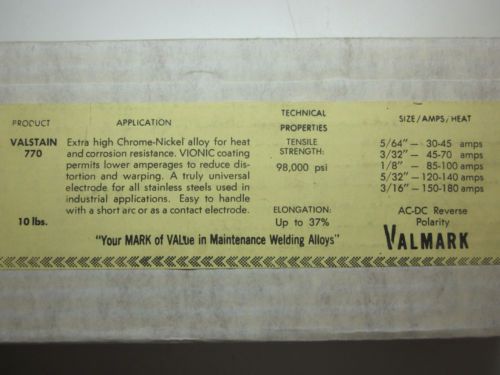 PRODUCT
VALSTAIN
770
10 lbs.
APPLICATION
Extra high Chrome-Nickel alloy for heat
and corrosion resistance. VIONIC coating
permits lower amperages to reduce dis-
tortion and warping. A truly universal
electrode for all stainless steels used in
industrial applications. Easy to handle
with a short arc or as a contact electrode.
TECHNICAL
PROPERTIES
TENSILE
STRENGTH:
98,000 psi
ELONGATION:
Up to 37%
SIZE/AMPS/HEAT
5/64" – 30-45 amps
3/32" – 45-70 amps
1/8" – 85-100 amps
5/32" – 120-140 amps
3/16" – 150-180 amps
AC-DC Reverse
Polarity
VALMARK
"Your MARK of VALue in Maintenance Welding Alloys"